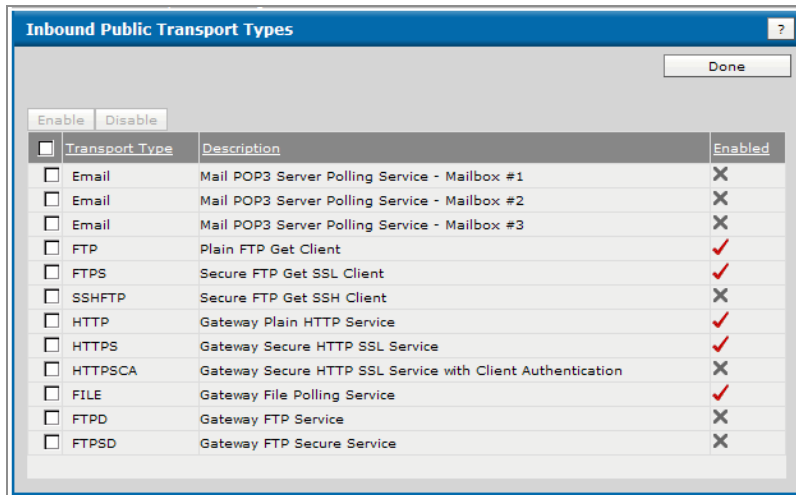 Inbound Public Transport Types ?
Done
Enable Disable
Transport Type Description Enabled
Email Mail POP3 Server Polling Service - Mailbox #1
Email Mail POP3 Server Polling Service - Mailbox #2
Email Mail POP3 Server Polling Service - Mailbox #3
FTP Plain FTP Get Client
FTPS Secure FTP Get SSL Client
SSHFTP Secure FTP Get SSH Client
HTTP Gateway Plain HTTP Service
HTTPS Gateway Secure HTTP SSL Service
HTTPSCA Gateway Secure HTTP SSL Service with Client Authentication
FILE Gateway File Polling Service
FTPD Gateway FTP Service
FTPSD Gateway FTP Secure Service